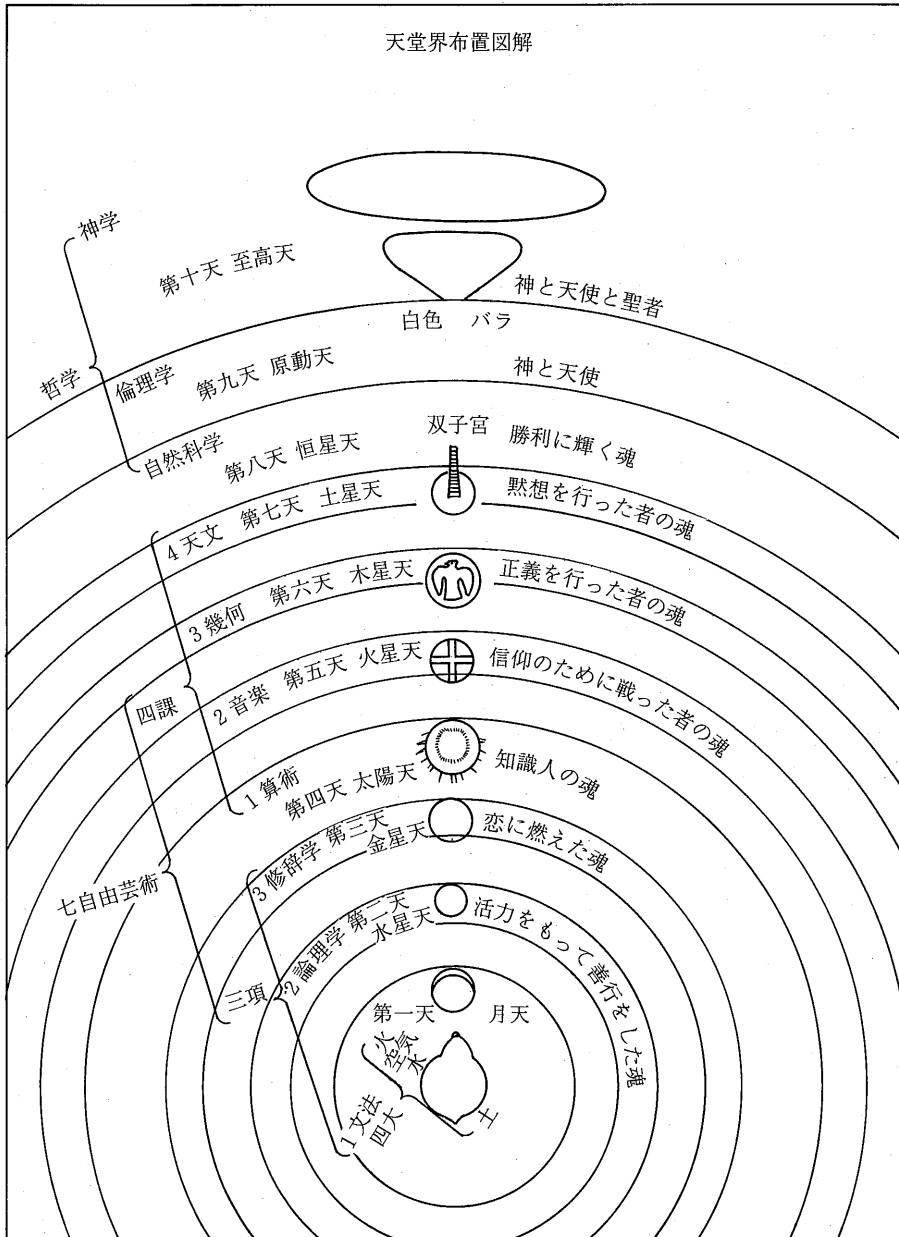 天堂界布置図解
神学
第十天 至高天
神と天使と聖者
白色 バラ
哲学
倫理学
第九天 原動天
神と天使
自然科学
第八天 恒星天
双子宮
勝利に輝く魂
4天文 第七天 土星天
黙想を行った者の魂
3幾何 第六天 木星天
正義を行った者の魂
四課
2音楽 第五天 火星天
信仰のために戦った者の魂
1算術
第四天 太陽天
知識人の魂
3修辞学 第三天
金星天
恋に燃えた魂
七自由芸術
2論理学 第二天
水星天
活力をもって善行をした魂
三項
第一天 月天
火
空気
水
土
1文法
四大